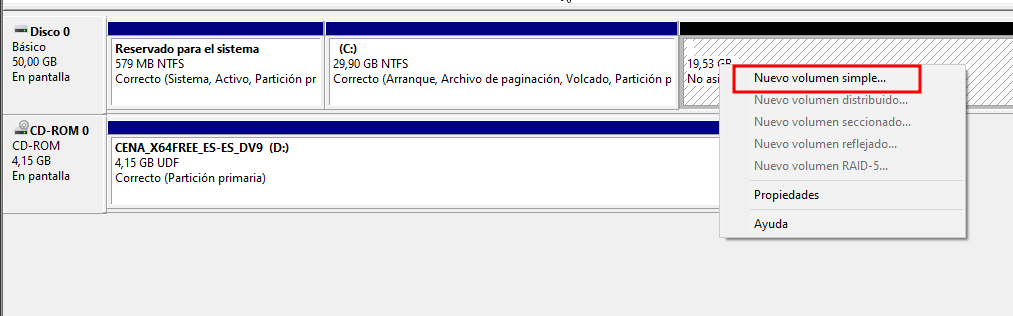 Disco 0
Básico
50,00 GB
En pantalla
Reservado para el sistema
579 MB NTFS
Correcto (Sistema, Activo, Partición pr
(C:)
29,90 GB NTFS
Correcto (Arranque, Archivo de paginación, Volcado, Partición p
19,53 GB
No asi
Nuevo volumen simple...
Nuevo volumen distribuido...
Nuevo volumen seccionado...
Nuevo volumen reflejado...
Nuevo volumen RAID-5...
Propiedades
Ayuda
CD-ROM 0
CD-ROM
4,15 GB
En pantalla
CENA_X64FREE_ES-ES_DV9 (D:)
4,15 GB UDF
Correcto (Partición primaria)